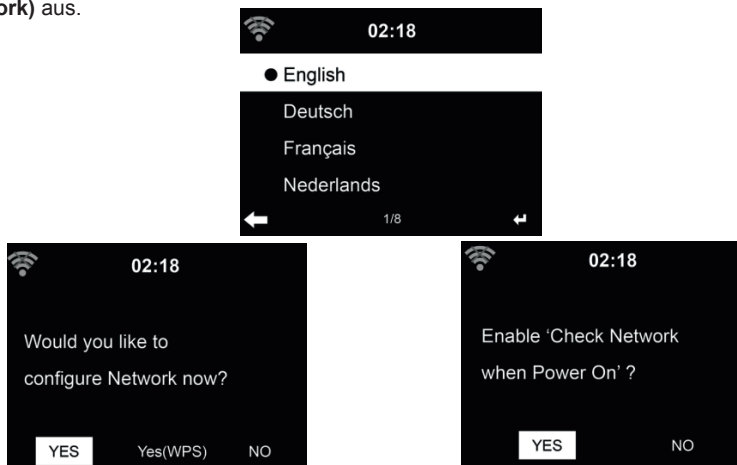 ork) aus.
02:18
English
Deutsch
Français
Nederlands
1/8
02:18
Would you like to
configure Network now?
YES Yes(WPS) NO
02:18
Enable ‘Check Network
when Power On’ ?
YES NO